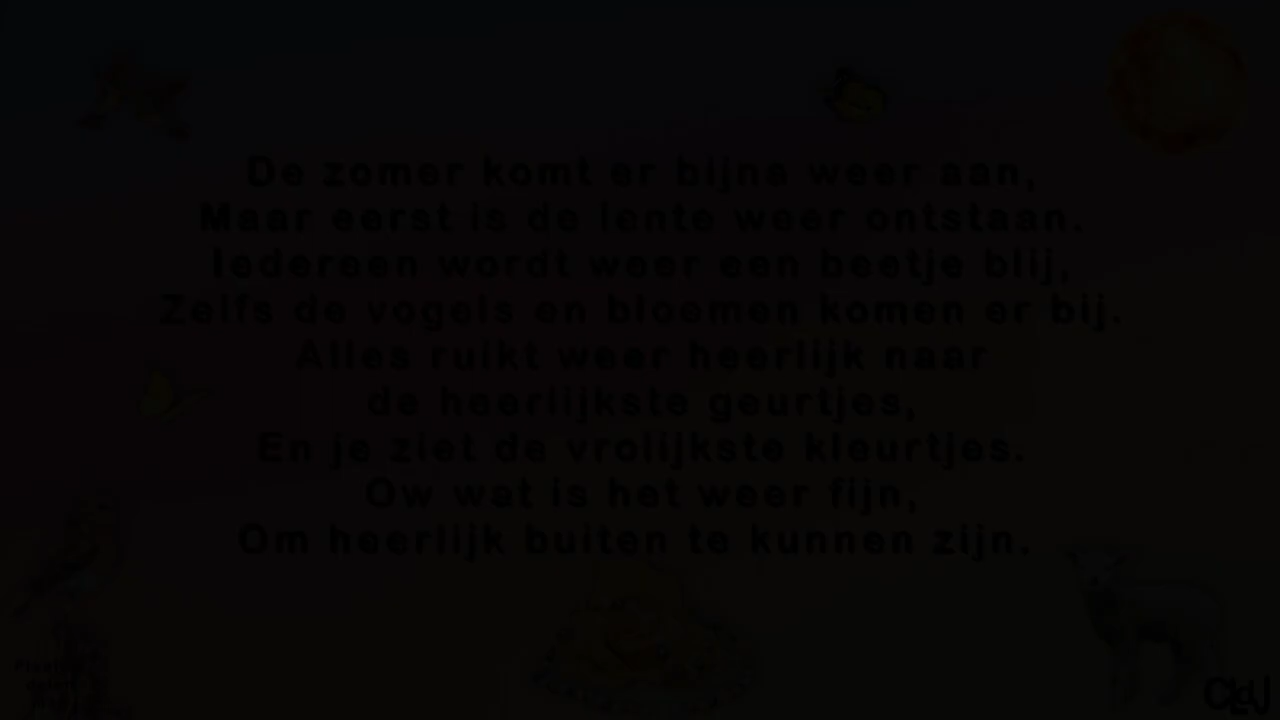 De zomer komt er bijna weer aan,
Maar eerst is de lente weer ontstaan.
Iedereen wordt weer een beetje blij,
Zelfs de vogels en bloemen komen er bij.
Alles ruikt weer heerlijk naar
de heerlijkste geurtjes,
En je ziet de vrolijkste kleurtjes.
Ow wat is het weer fijn,
Om heerlijk buiten te kunnen zijn.